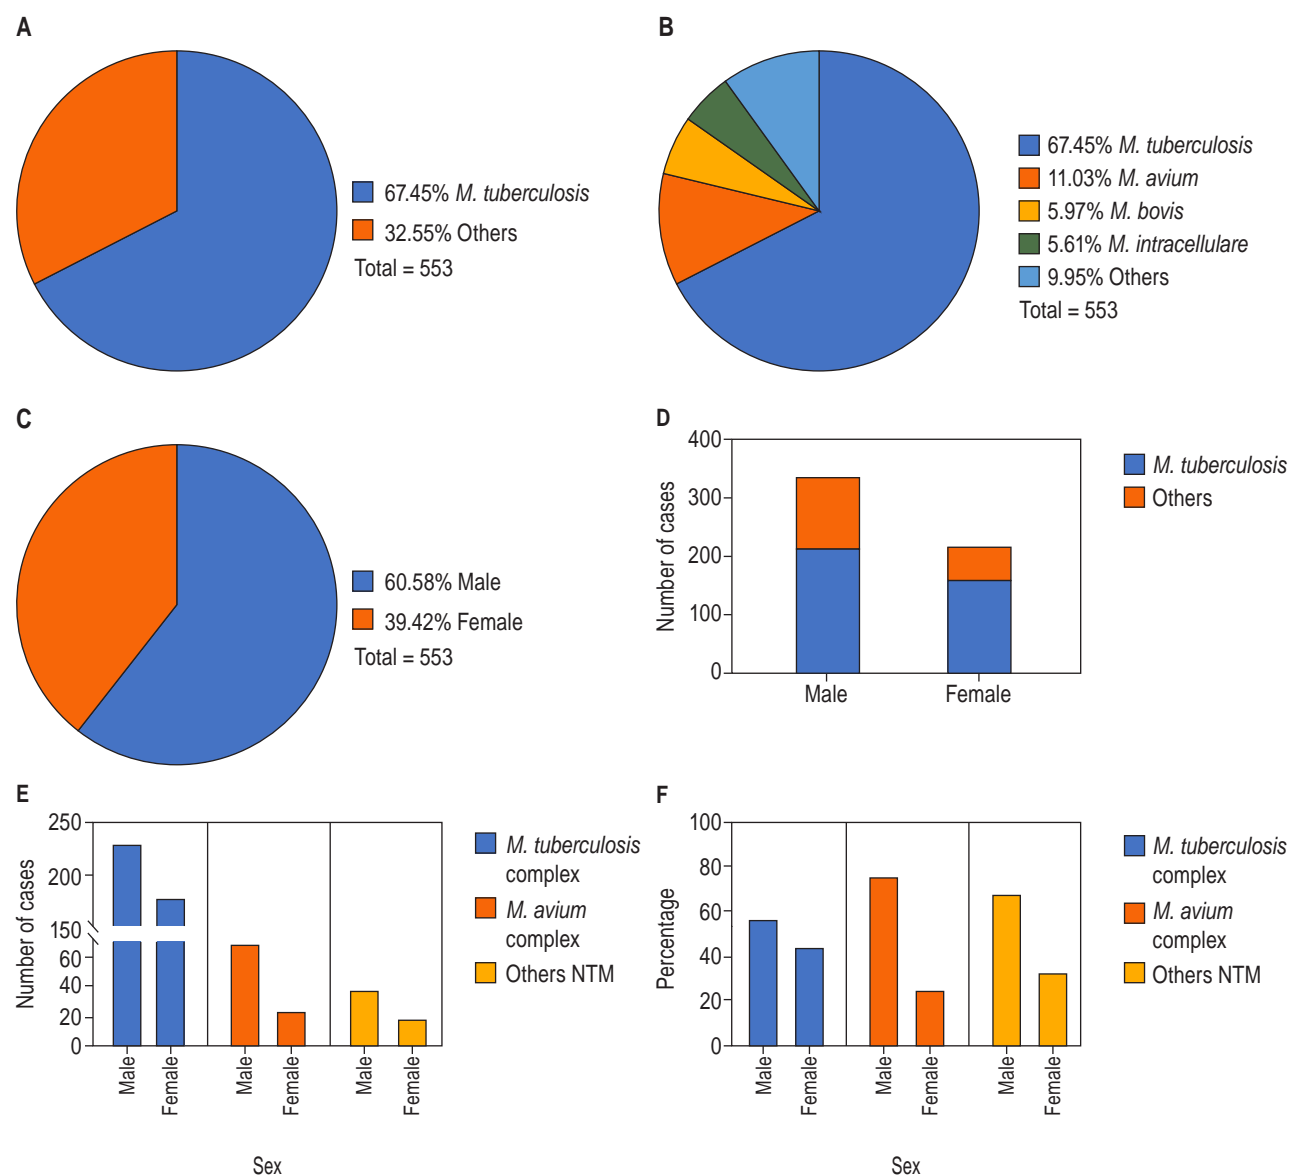 A
67.45% M. tuberculosis
32.55% Others
Total = 553
B
67.45% M. tuberculosis
11.03% M. avium
5.97% M. bovis
5.61% M. intracellulare
9.95% Others
Total = 553
C
60.58% Male
39.42% Female
Total = 553
D
Number of cases
400
300
200
100
0
Male Female
M. tuberculosis
Others
E
Number of cases
250
200
150
60
40
20
0
Male Female Male Female Male Female
Sex
M. tuberculosis
complex
M. avium
complex
Others NTM
F
Percentage
100
80
60
40
20
0
Male Female Male Female Male Female
Sex
M. tuberculosis
complex
M. avium
complex
Others NTM